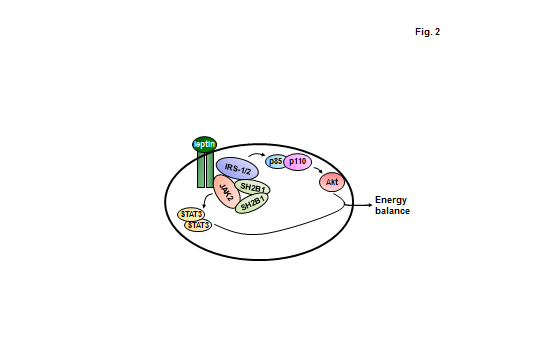 Fig. 2
leptin
IRS-1/2
p85
p110
SH2B1
Akt
JAK2
SH2B1
Energy
balance
STAT3
STAT3